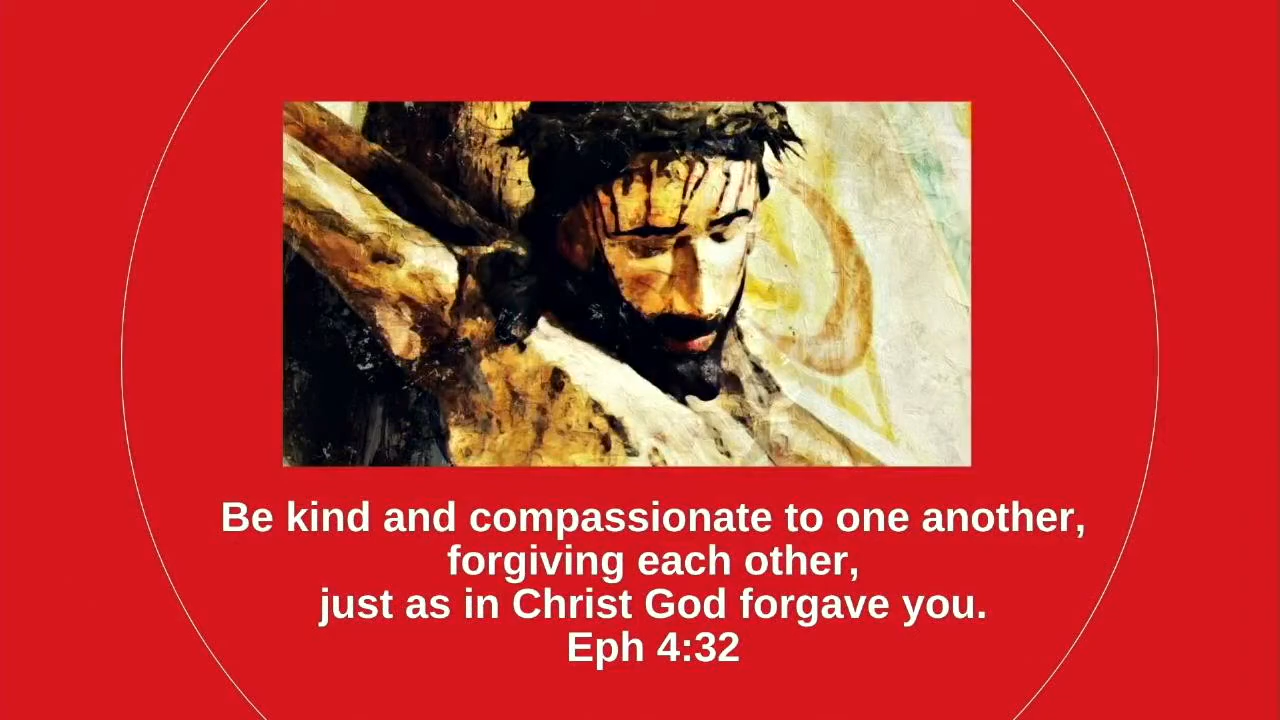 Be kind and compassionate to one another,
forgiving each other,
just as in Christ God forgave you.
Eph 4:32